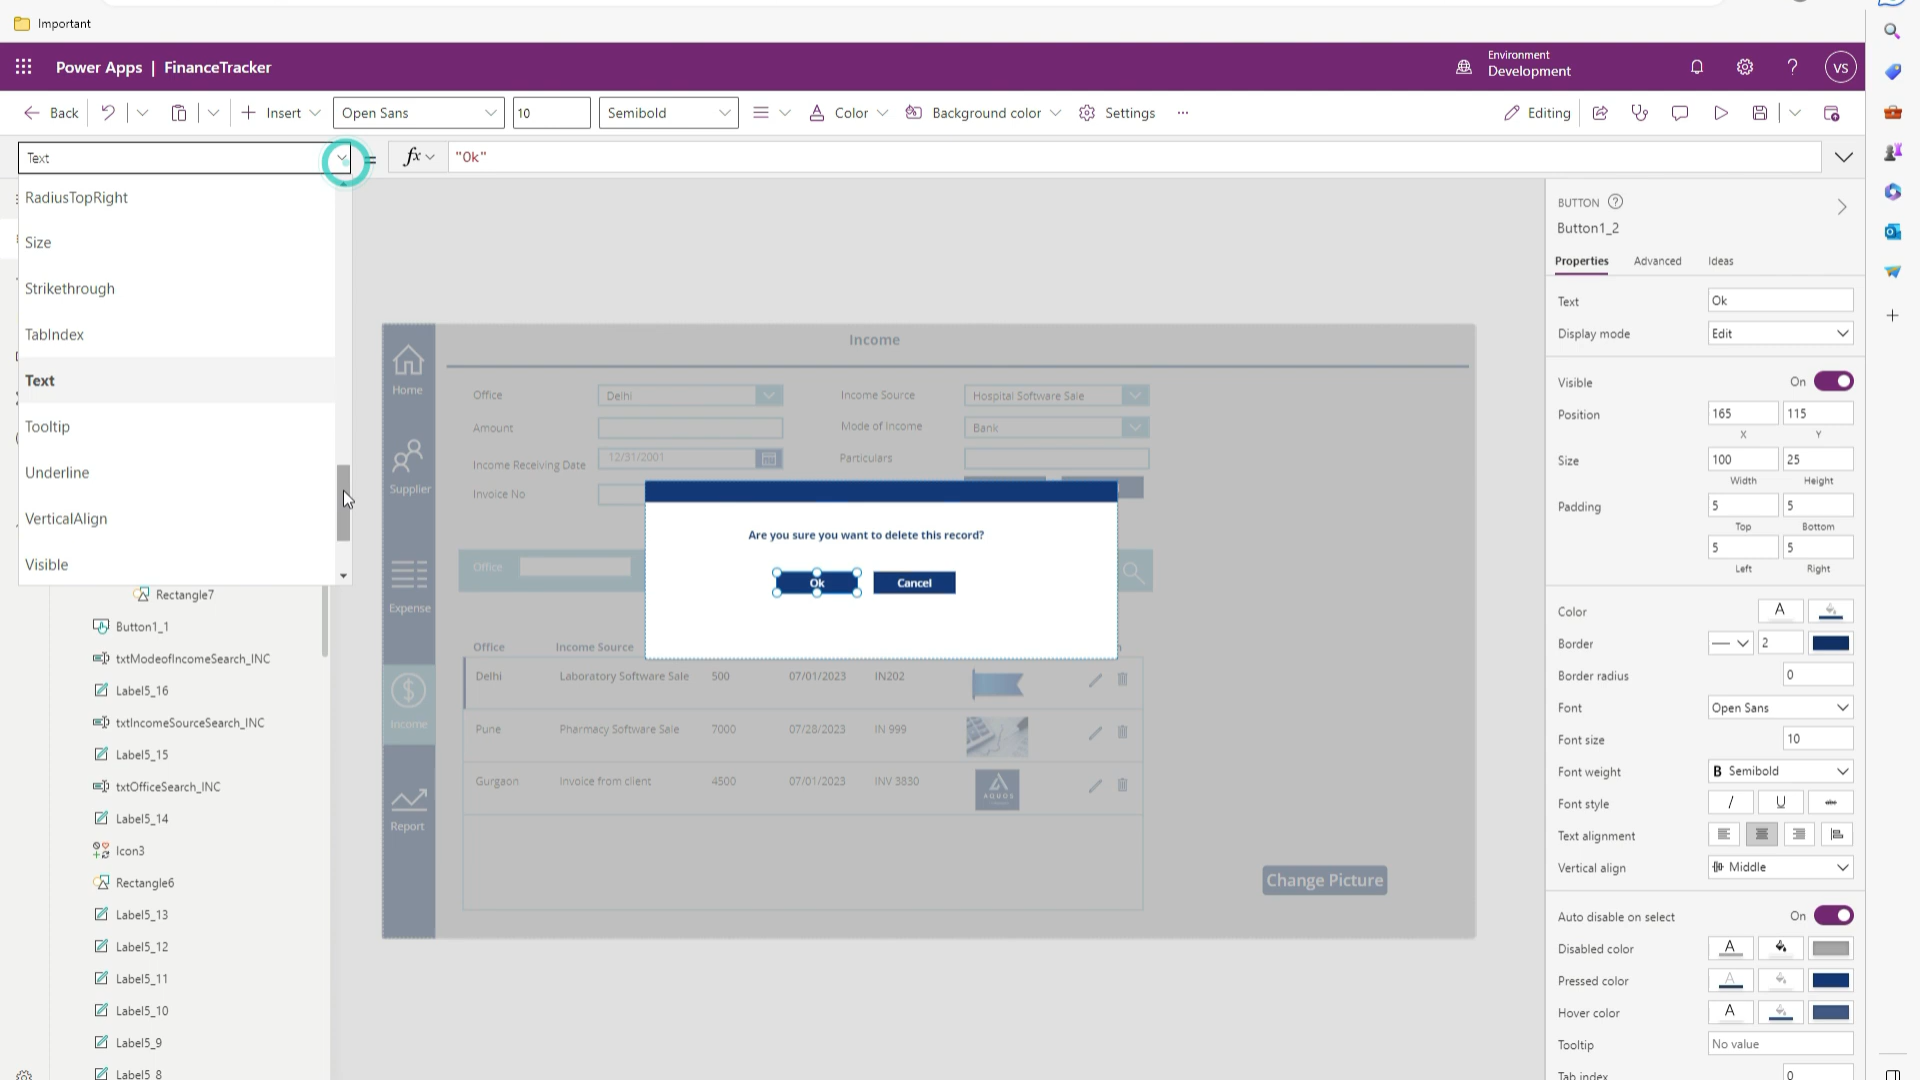 Important
Power Apps | FinanceTracker
Environment
Development
VS
Back
Insert
Open Sans
10
Semibold
Color
Background color
Settings
Editing
Text
=
fx
"Ok"
RadiusTopRight
Size
Strikethrough
TabIndex
Text
Tooltip
Underline
VerticalAlign
Visible
Rectangle7
Button1_1
txtModeofIncomeSearch_INC
Label5_16
txtIncomeSourceSearch_INC
Label5_15
txtOfficeSearch_INC
Label5_14
Icon3
Rectangle6
Label5_13
Label5_12
Label5_11
Label5_10
Label5_9
Label5_8
Home
Supplier
Expense
Income
Report
Income
Office
Delhi
Income Source
Hospital Software Sale
Amount
Mode of Income
Bank
Income Receiving Date
12/31/2001
Particulars
Invoice No
Office
Are you sure you want to delete this record?
Ok
Cancel
Office
Income Source
Delhi
Laboratory Software Sale
500
07/01/2023
IN202
Pune
Pharmacy Software Sale
7000
07/28/2023
IN 999
Gurgaon
Invoice from client
4500
07/01/2023
INV 3830
Change Picture
BUTTON
Button1_2
Properties
Advanced
Ideas
Text
Ok
Display mode
Edit
Visible
On
Position
165
115
X
Y
Size
100
25
Width
Height
Padding
5
5
Top
Bottom
5
5
Left
Right
Color
Border
2
Border radius
0
Font
Open Sans
Font size
10
Font weight
B Semibold
Font style
Text alignment
Vertical align
Middle
Auto disable on select
On
Disabled color
Pressed color
Hover color
Tooltip
No value
Tab index
0